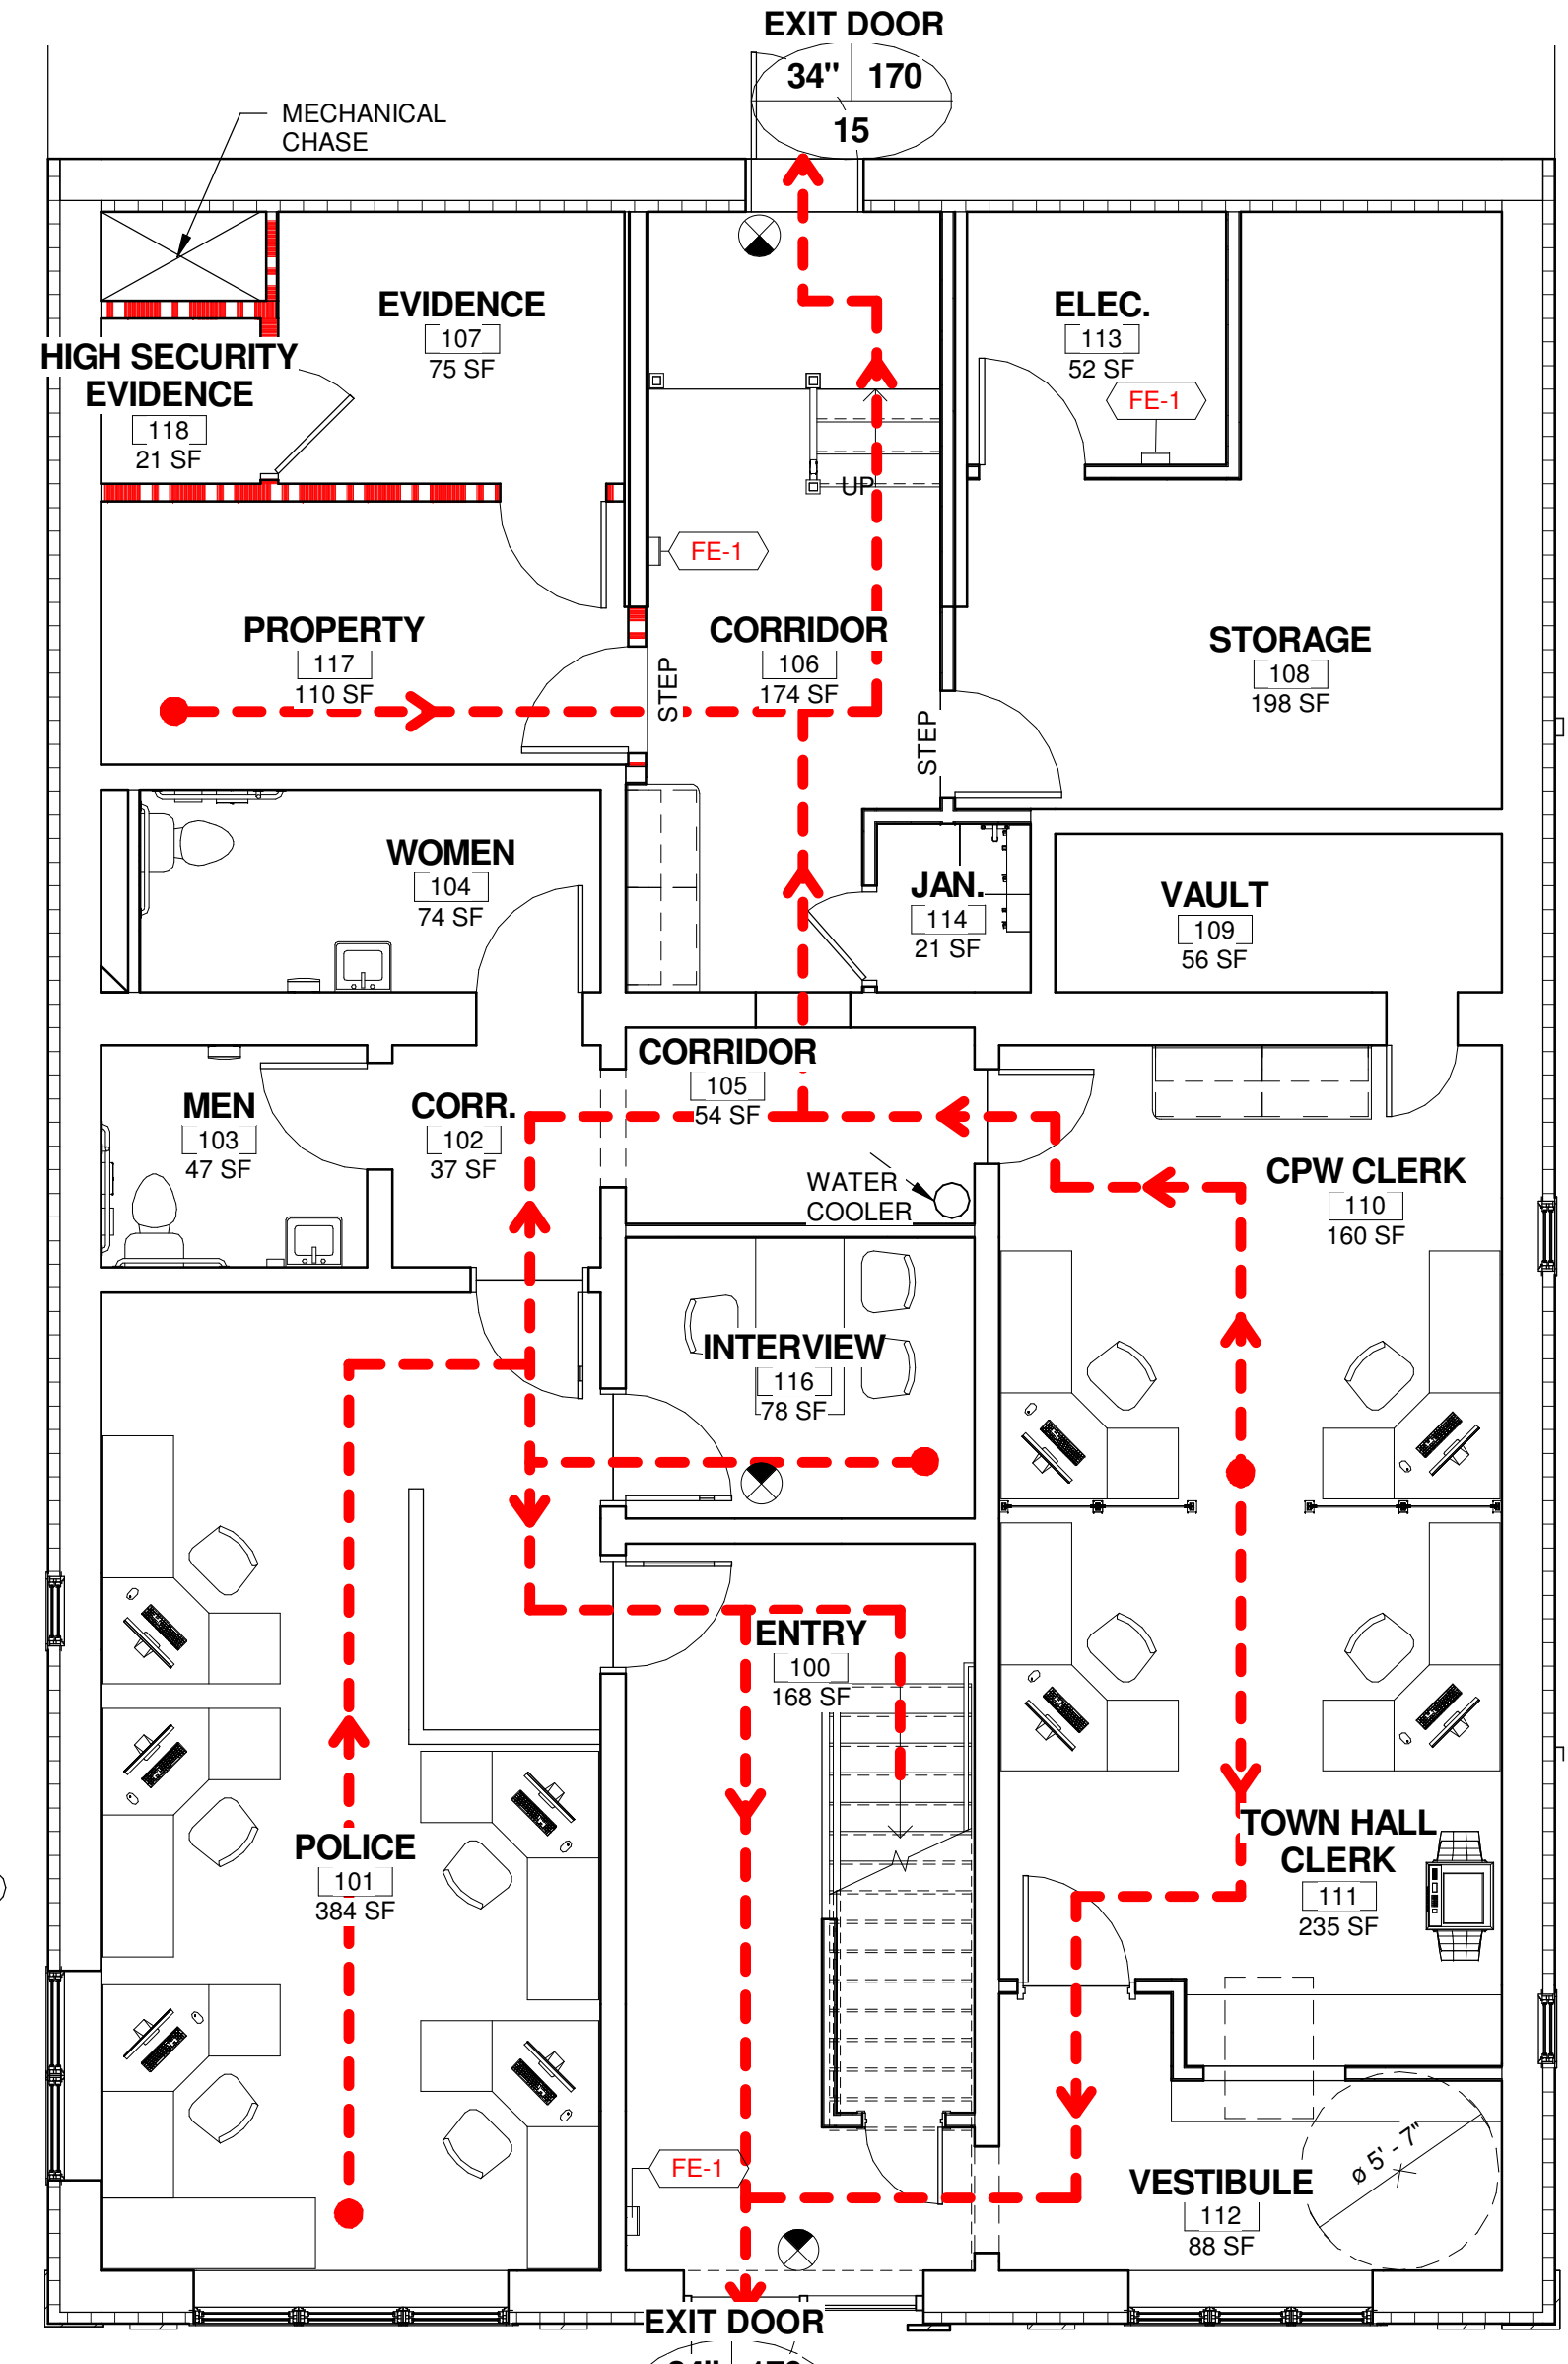 EXIT DOOR
34" 170
15
MECHANICAL
CHASE
EVIDENCE
107
75 SF
ELEC.
113
52 SF
FE-1
HIGH SECURITY
EVIDENCE
118
21 SF
UP
FE-1
PROPERTY
117
110 SF
STEP
CORRIDOR
106
174 SF
STORAGE
108
198 SF
STEP
WOMEN
104
74 SF
JAN.
114
21 SF
VAULT
109
56 SF
CORRIDOR
105
54 SF
MEN
103
47 SF
CORR.
102
37 SF
WATER
COOLER
CPW CLERK
110
160 SF
INTERVIEW
116
78 SF
ENTRY
100
168 SF
POLICE
101
384 SF
TOWN HALL
CLERK
111
235 SF
FE-1
VESTIBULE
112
88 SF
ø 5' - 7"
EXIT DOOR